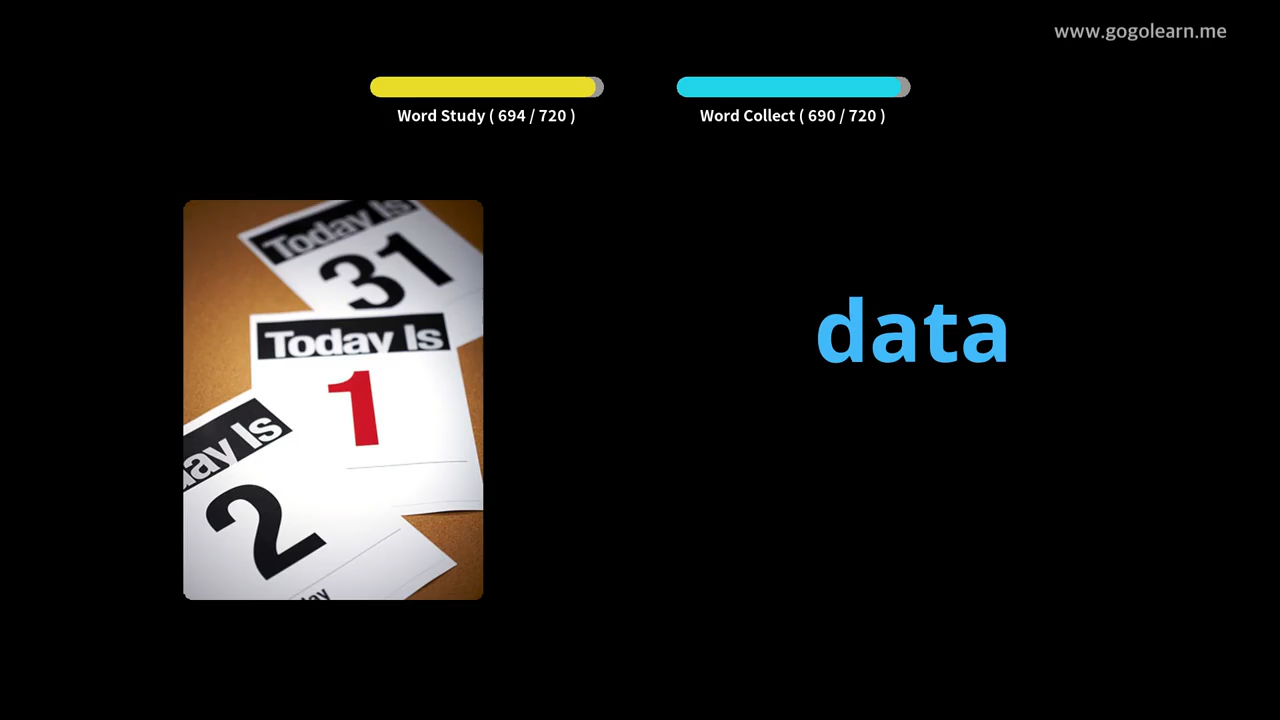 www.gogolearn.me
Word Study ( 694 / 720 )
Word Collect ( 690 / 720 )
Today Is
31
Today Is
1
data
ay Is
2
ay